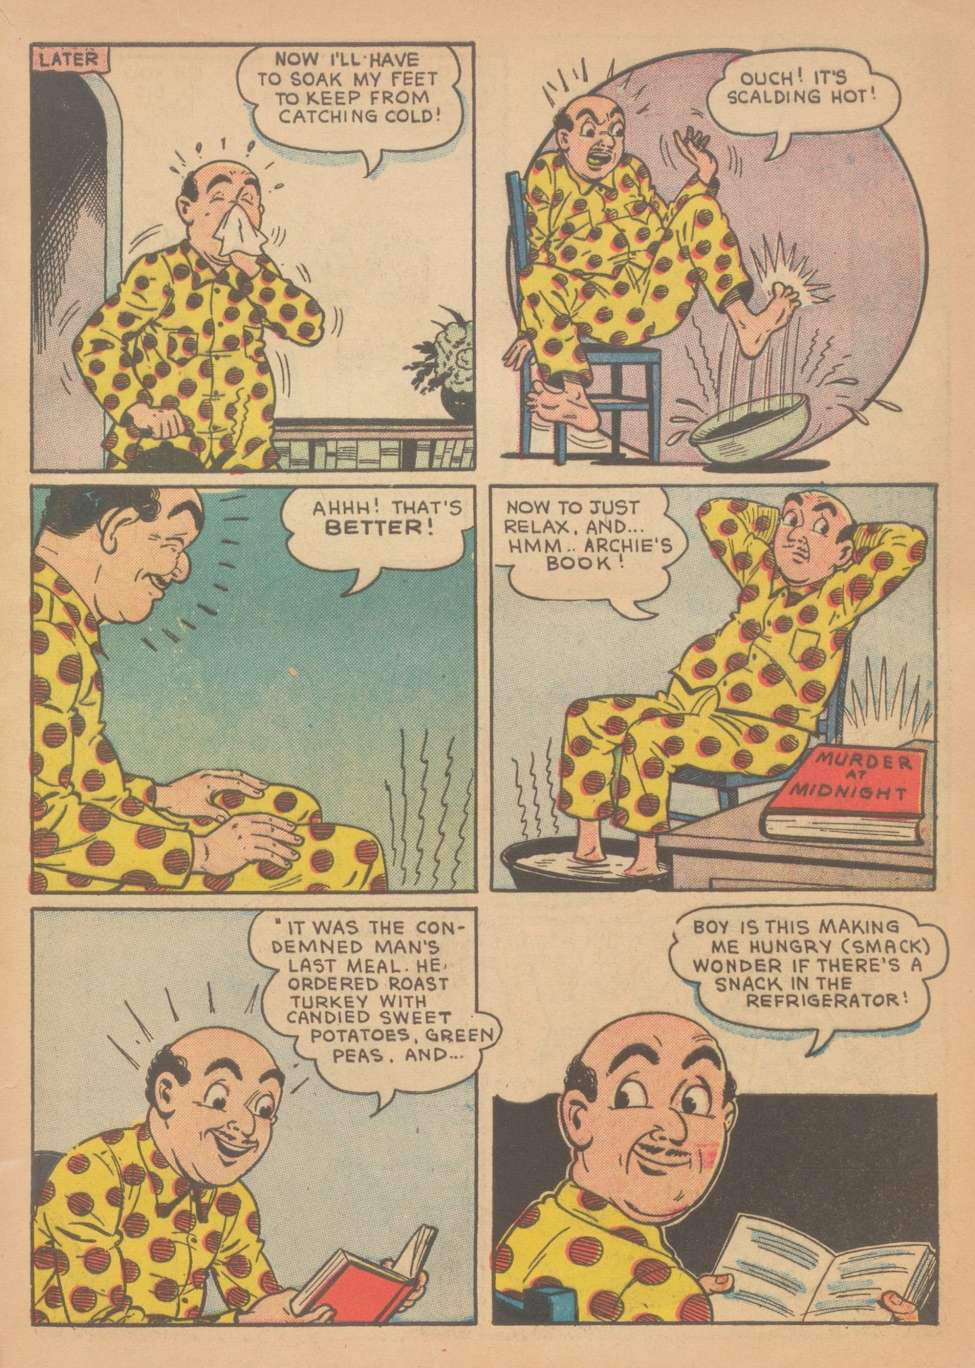 LATER
NOW I'LL HAVE
TO SOAK MY FEET
TO KEEP FROM
CATCHING COLD!
OUCH! IT'S
SCALDING HOT!
AHHH! THAT'S
BETTER!
NOW TO JUST
RELAX, AND...
HMM.. ARCHIE'S
BOOK!
MURDER
AT
MIDNIGHT
"IT WAS THE CON-
DEMNED MAN'S
LAST MEAL. HE
ORDERED ROAST
TURKEY WITH
CANDIED SWEET
POTATOES, GREEN
PEAS, AND...
BOY IS THIS MAKING
ME HUNGRY (SMACK)
WONDER IF THERE'S A
SNACK IN THE
REFRIGERATOR!